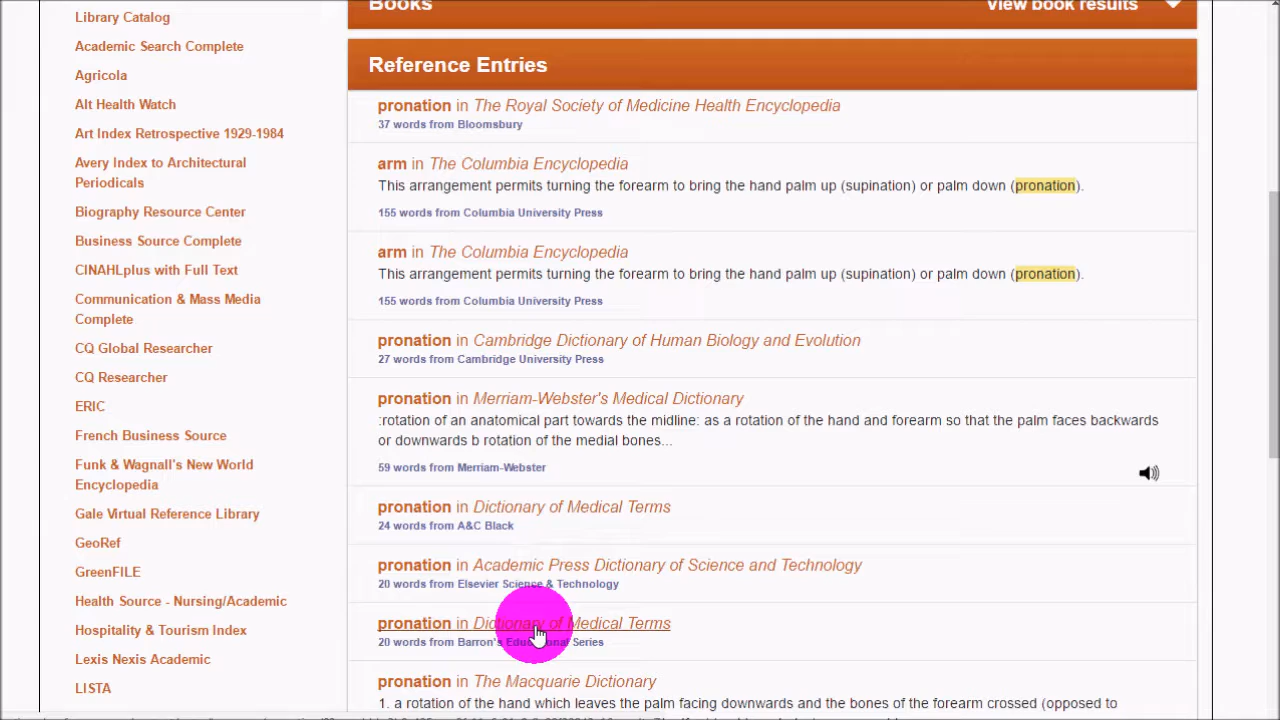 Library Catalog
Academic Search Complete
Agricola
Alt Health Watch
Art Index Retrospective 1929-1984
Avery Index to Architectural
Periodicals
Biography Resource Center
Business Source Complete
CINAHLplus with Full Text
Communication & Mass Media
Complete
CQ Global Researcher
CQ Researcher
ERIC
French Business Source
Funk & Wagnall's New World
Encyclopedia
Gale Virtual Reference Library
GeoRef
GreenFILE
Health Source - Nursing/Academic
Hospitality & Tourism Index
Lexis Nexis Academic
LISTA
Books View book results
Reference Entries
pronation in The Royal Society of Medicine Health Encyclopedia
37 words from Bloomsbury
arm in The Columbia Encyclopedia
This arrangement permits turning the forearm to bring the hand palm up (supination) or palm down (pronation).
155 words from Columbia University Press
arm in The Columbia Encyclopedia
This arrangement permits turning the forearm to bring the hand palm up (supination) or palm down (pronation).
155 words from Columbia University Press
pronation in Cambridge Dictionary of Human Biology and Evolution
27 words from Cambridge University Press
pronation in Merriam-Webster's Medical Dictionary
:rotation of an anatomical part towards the midline: as a rotation of the hand and forearm so that the palm faces backwards
or downwards b rotation of the medial bones...
59 words from Merriam-Webster
pronation in Dictionary of Medical Terms
24 words from A&C Black
pronation in Academic Press Dictionary of Science and Technology
20 words from Elsevier Science & Technology
pronation in Dictionary of Medical Terms
20 words from Barron's Educational Series
pronation in The Macquarie Dictionary
1. a rotation of the hand which leaves the palm facing downwards and the bones of the forearm crossed (opposed to